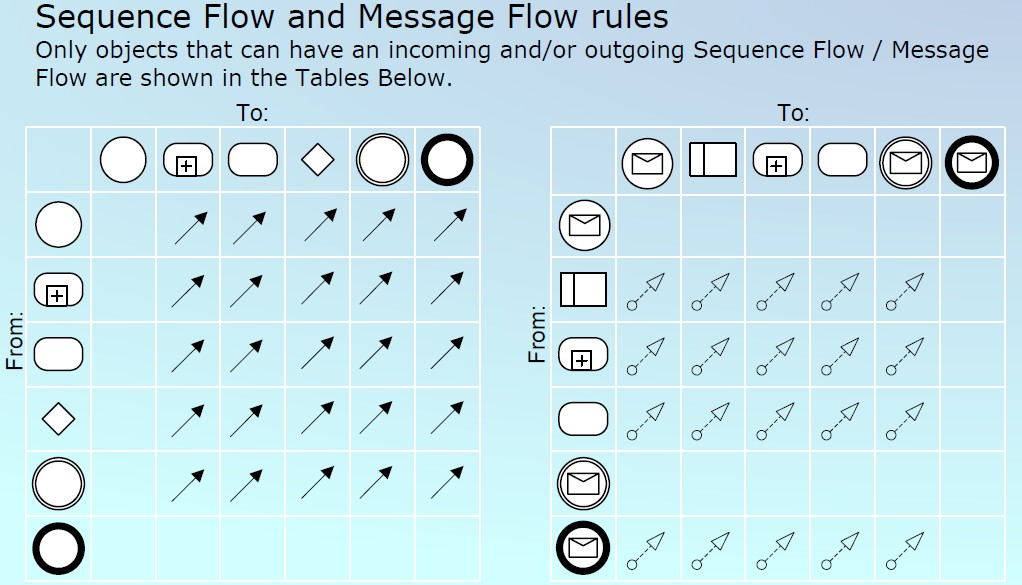 Sequence Flow and Message Flow rules
Only objects that can have an incoming and/or outgoing Sequence Flow / Message
Flow are shown in the Tables Below.
To:
From:
To:
From: